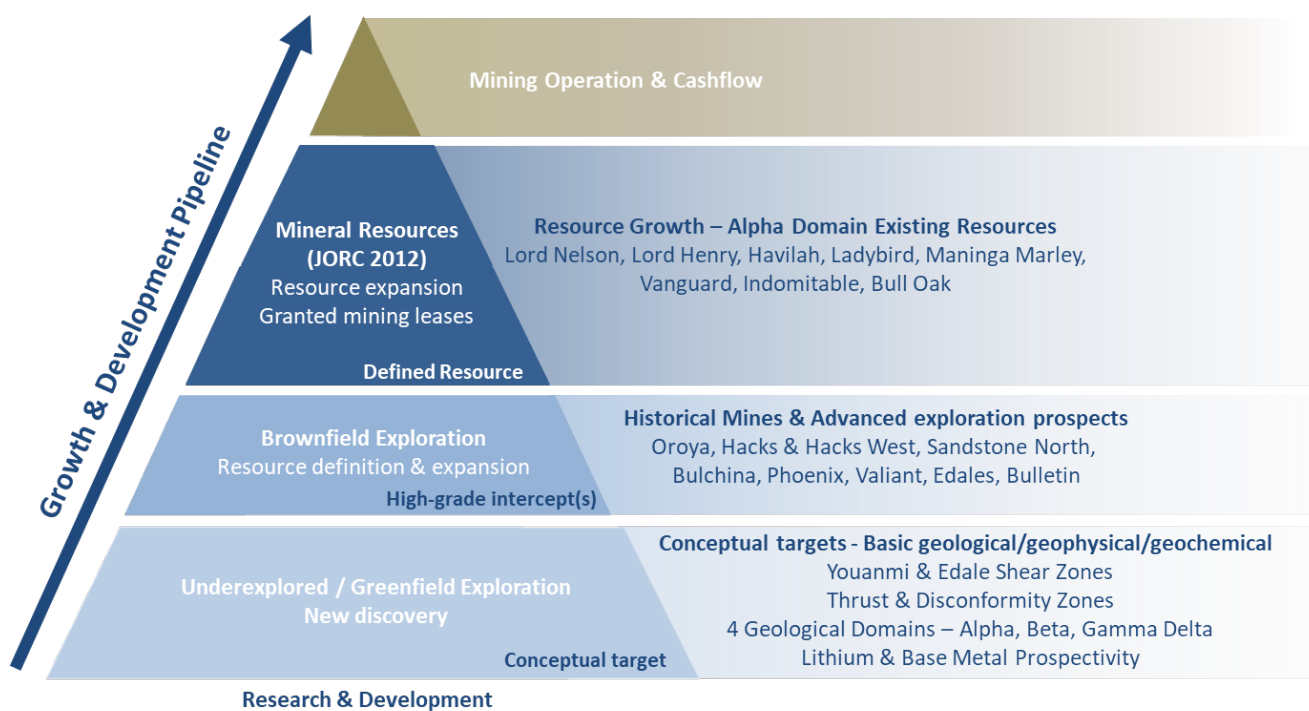 Growth & Development Pipeline
Mining Operation & Cashflow
Mineral Resources
(JORC 2012)
Resource expansion
Granted mining leases
Defined Resource
Resource Growth – Alpha Domain Existing Resources
Lord Nelson, Lord Henry, Havilah, Ladybird, Maninga Marley,
Vanguard, Indomitable, Bull Oak
Brownfield Exploration
Resource definition & expansion
High-grade intercept(s)
Historical Mines & Advanced exploration prospects
Oroya, Hacks & Hacks West, Sandstone North,
Bulchina, Phoenix, Valiant, Edales, Bulletin
Underexplored / Greenfield Exploration
New discovery
Conceptual target
Conceptual targets - Basic geological/geophysical/geochemical
Youanmi & Edale Shear Zones
Thrust & Disconformity Zones
4 Geological Domains – Alpha, Beta, Gamma Delta
Lithium & Base Metal Prospectivity
Research & Development